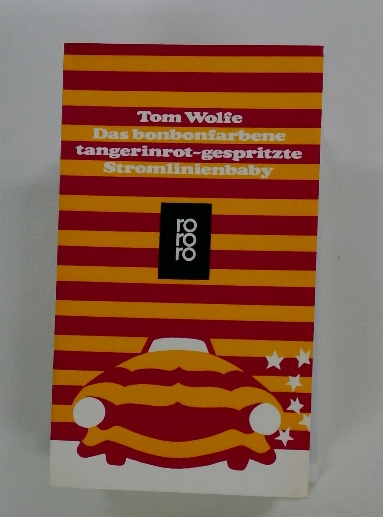 Tom Wolfe
Das bonbonfarbene
tangerinrot-gespritzte
Stromlinienbaby
ro
ro
ro